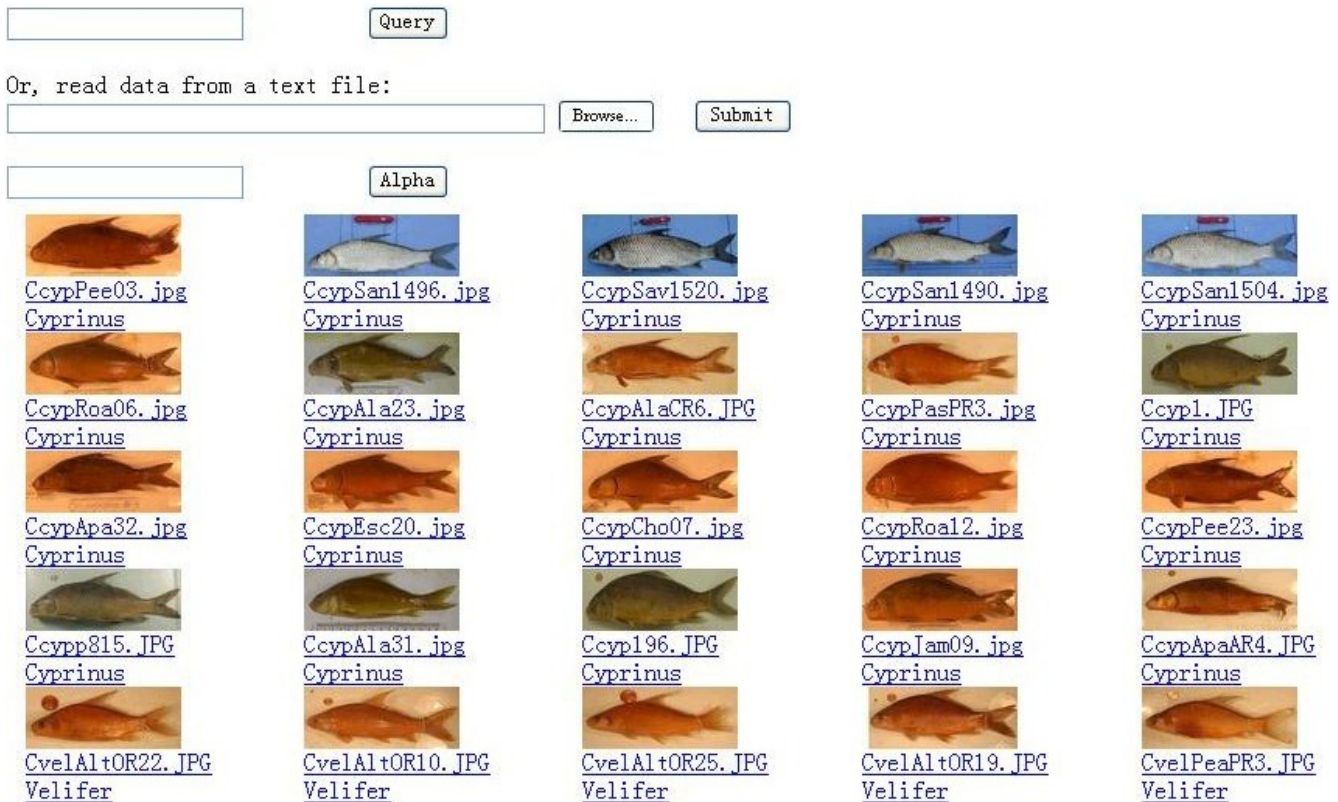 Query
Or, read data from a text file:
Browse... Submit
Alpha
CcypPee03.jpg CcypSan1496.jpg CcypSav1520.jpg CcypSan1490.jpg CcypSan1504.jpg
Cyprinus Cyprinus Cyprinus Cyprinus Cyprinus
CcypRoa06.jpg CcypAla23.jpg CcypAlaCR6.JPG CcypPasPR3.jpg Ccyp1.JPG
Cyprinus Cyprinus Cyprinus Cyprinus Cyprinus
CcypApa32.jpg CcypEsc20.jpg CcypCho07.jpg CcypRoa12.jpg CcypPee23.jpg
Cyprinus Cyprinus Cyprinus Cyprinus Cyprinus
Ccypp815.JPG CcypAla31.jpg Ccyp196.JPG CcypJam09.jpg CcypApaAR4.JPG
Cyprinus Cyprinus Cyprinus Cyprinus Cyprinus
CvelAltOR22.JPG CvelAltOR10.JPG CvelAltOR25.JPG CvelAltOR19.JPG CvelPeaPR3.JPG
Velifer Velifer Velifer Velifer Velifer